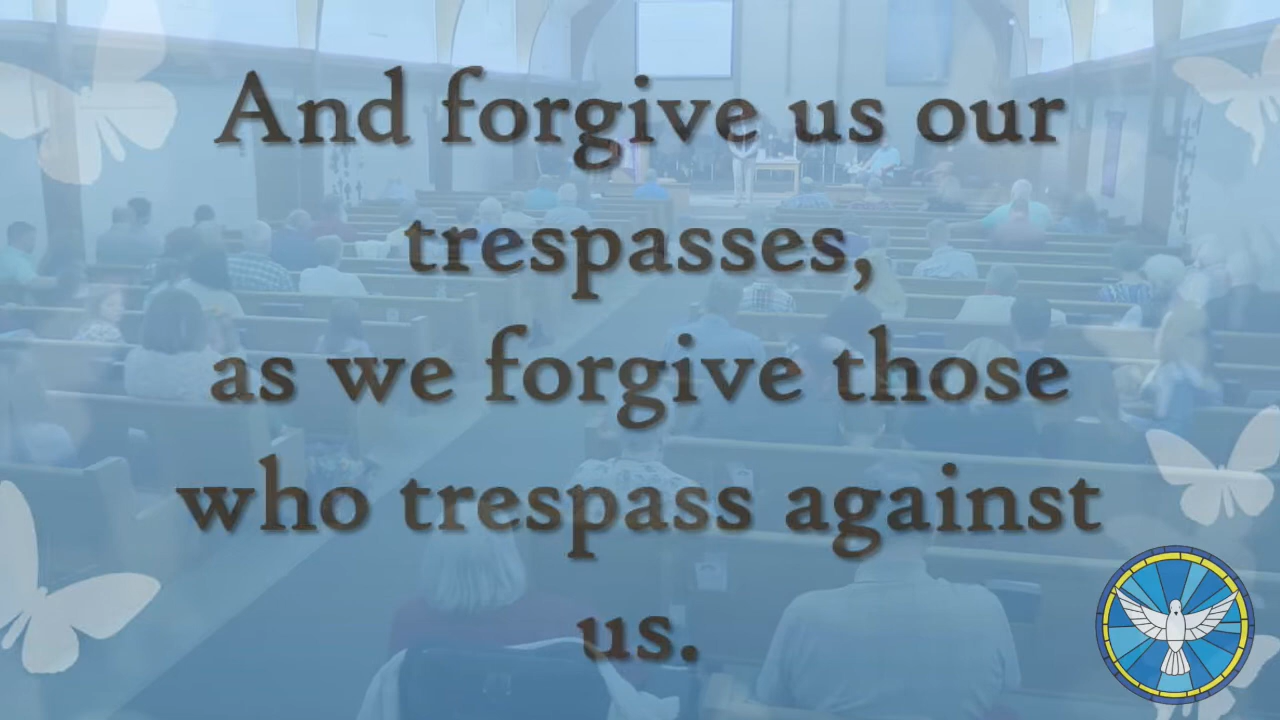 And forgive us our
trespasses,
as we forgive those
who trespass against
us.